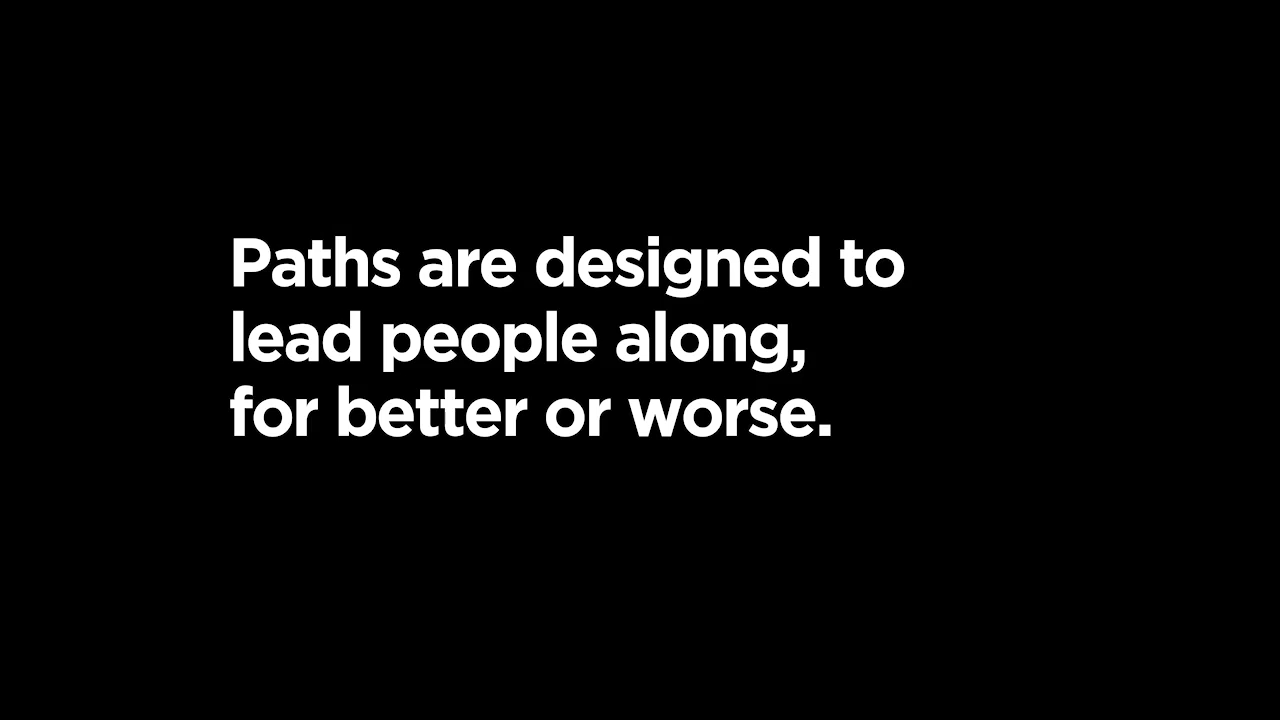 Paths are designed to
lead people along,
for better or worse.